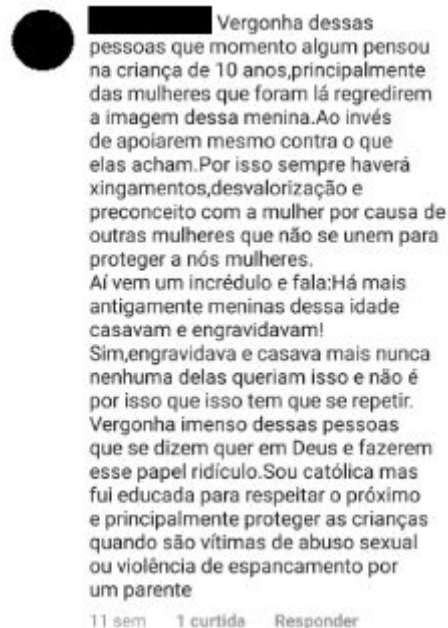 Vergonha dessas
pessoas que momento algum pensou
na criança de 10 anos,principalmente
das mulheres que foram lá regredirem
a imagem dessa menina.Ao invés
de apoiarem mesmo contra o que
elas acham.Por isso sempre haverá
xingamentos,desvalorização e
preconceito com a mulher por causa de
outras mulheres que não se unem para
proteger a nós mulheres.
Aí vem um incrédulo e fala:Há mais
antigamente meninas dessa idade
casavam e engravidavam!
Sim,engravidava e casava mais nunca
nenhuma delas queriam isso e não é
por isso que isso tem que se repetir.
Vergonha imenso dessas pessoas
que se dizem quer em Deus e fazerem
esse papel ridículo.Sou católica mas
fui educada para respeitar o próximo
e principalmente proteger as crianças
quando são vítimas de abuso sexual
ou violência de espancamento por
um parente
11 sem 1 curtida Responder